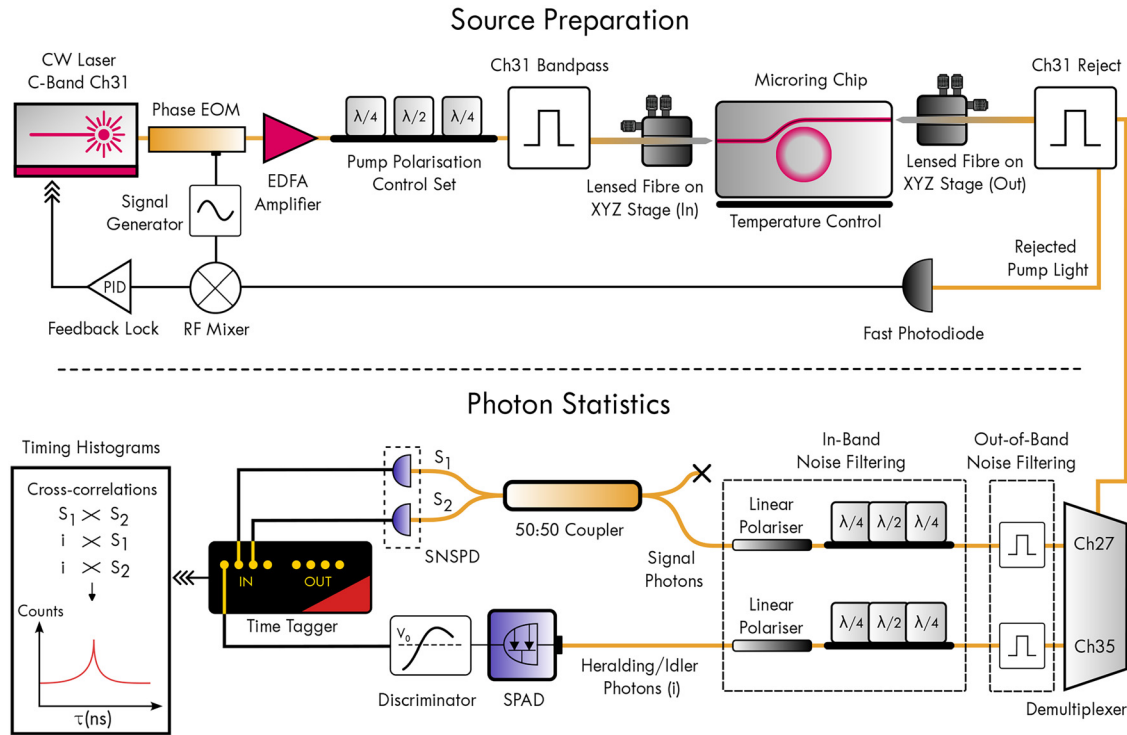 Source Preparation
CW Laser
C-Band Ch31
Phase EOM
EDFA
Amplifier
λ/4
λ/2
λ/4
Pump Polarisation
Control Set
Ch31 Bandpass
Lensed Fibre on
XYZ Stage (In)
Microring Chip
Temperature Control
Lensed Fibre on
XYZ Stage (Out)
Ch31 Reject
Signal
Generator
Rejected
Pump Light
PID
Feedback Lock
RF Mixer
Fast Photodiode
Photon Statistics
Timing Histograms
Cross-correlations
S1 × S2
i × S1
i × S2
Counts
τ(ns)
S1
S2
SNSPD
50:50 Coupler
Signal
Photons
In-Band
Noise Filtering
Out-of-Band
Noise Filtering
Linear
Polariser
λ/4
λ/2
λ/4
Ch27
IN
OUT
Time Tagger
V0
Discriminator
SPAD
Heralding/Idler
Photons (i)
Linear
Polariser
λ/4
λ/2
λ/4
Ch35
Demultiplexer